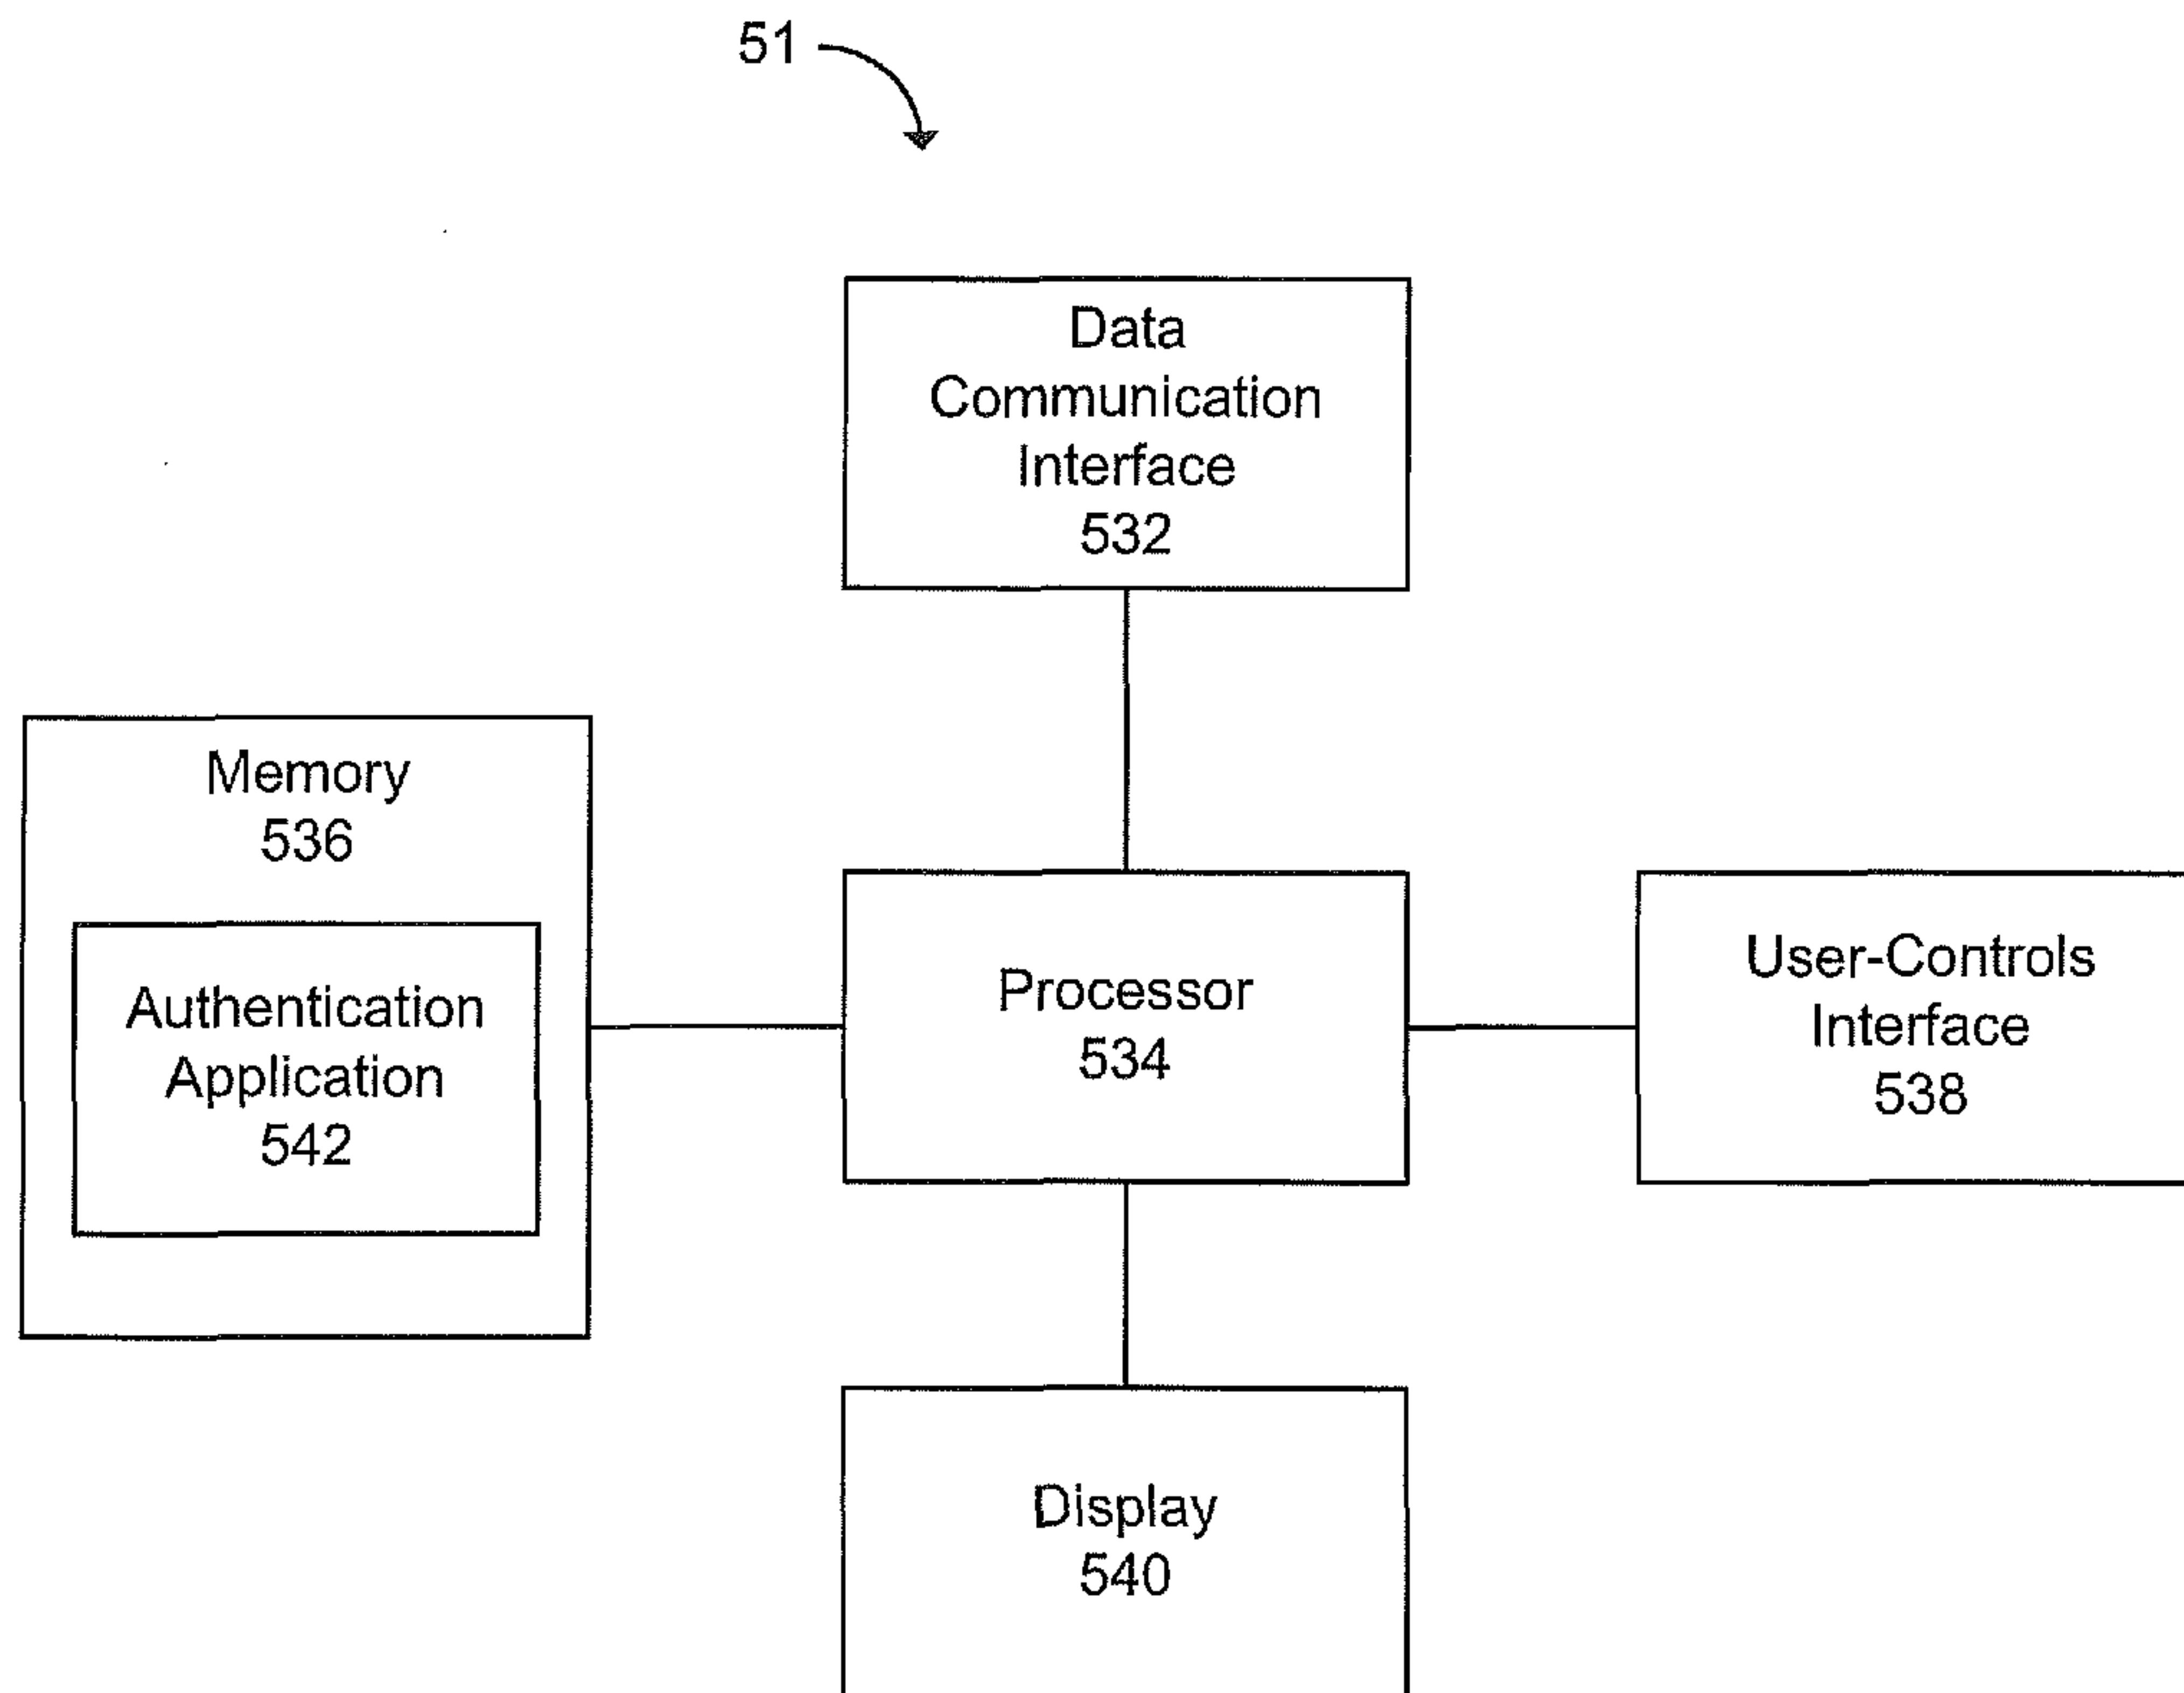 51
Data
Communication
Interface
532
Memory
536
Authentication
Application
542
Processor
534
User-Controls
Interface
538
Display
540